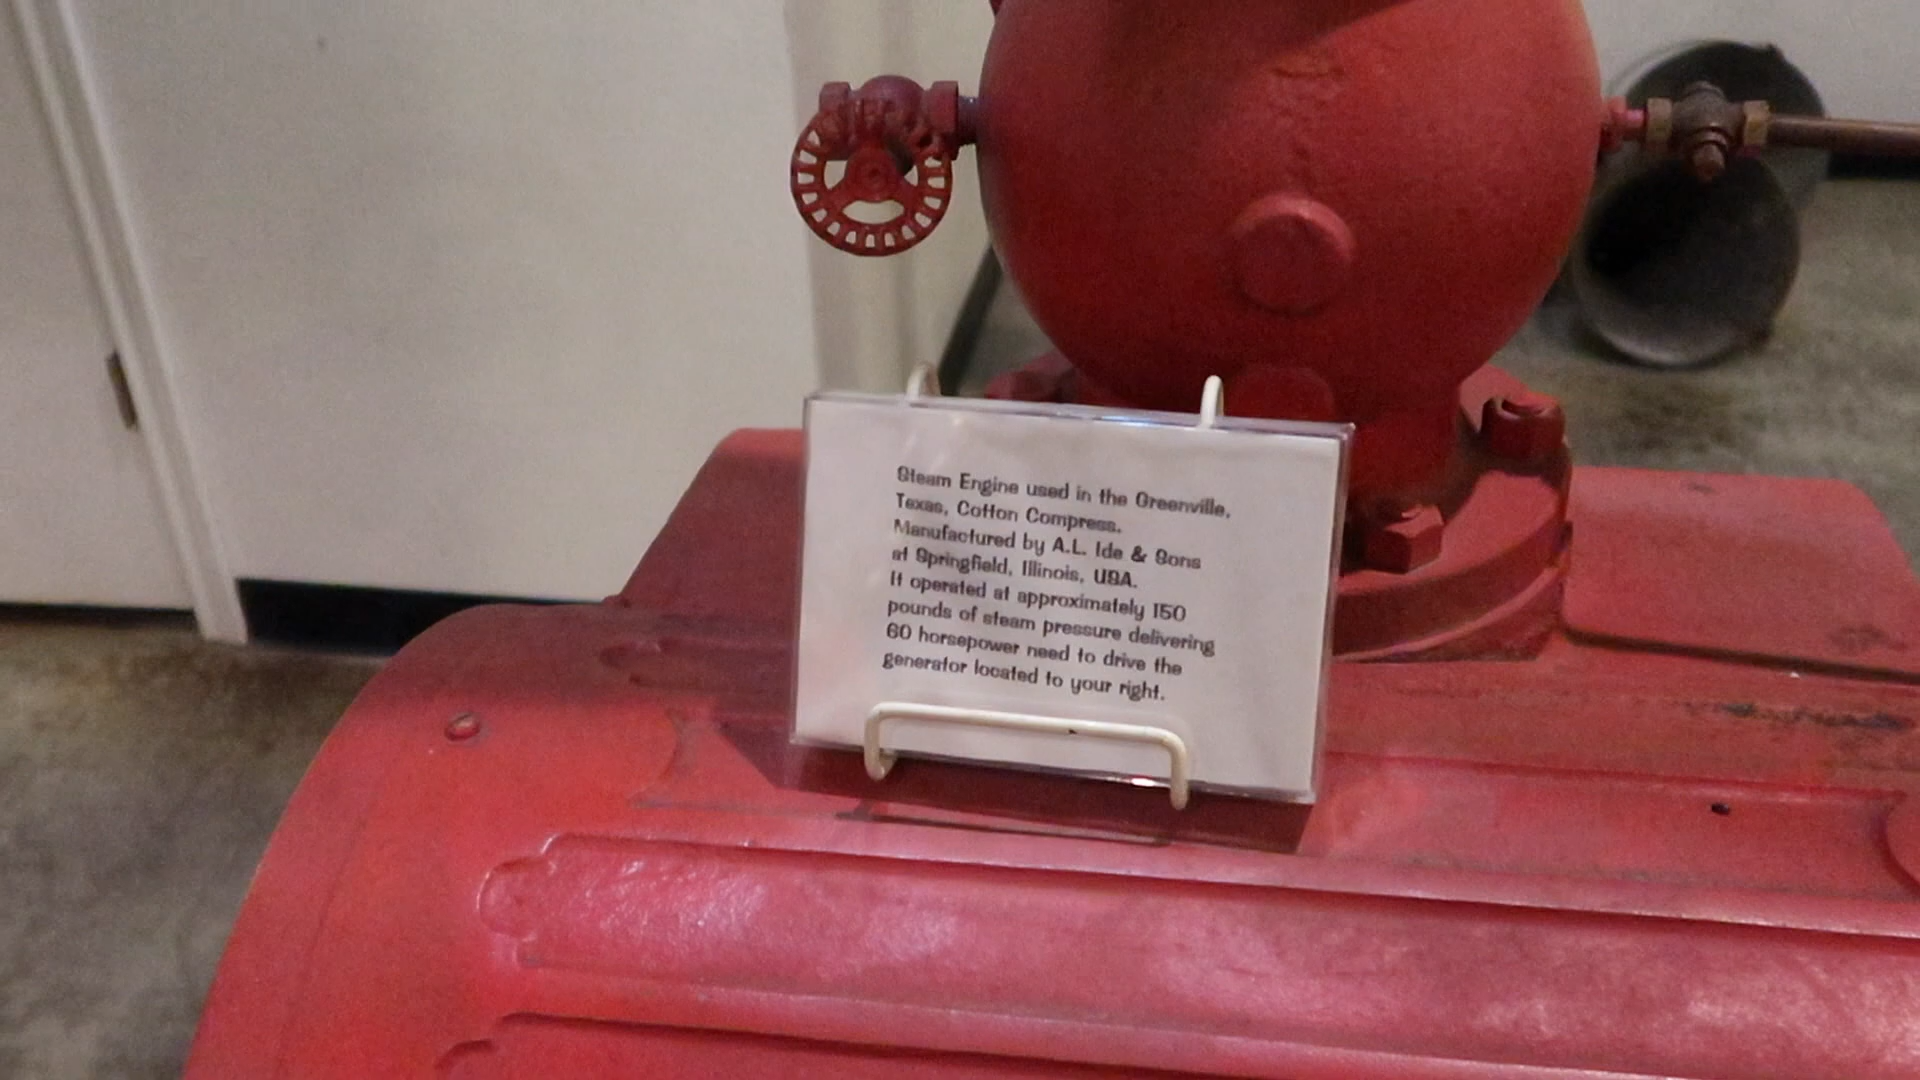 Steam Engine used in the Greenville,
Texas, Cotton Compress.
Manufactured by A.L. Ide & Sons
at Springfield, Illinois, USA.
It operated at approximately 150
pounds of steam pressure delivering
60 horsepower need to drive the
generator located to your right.